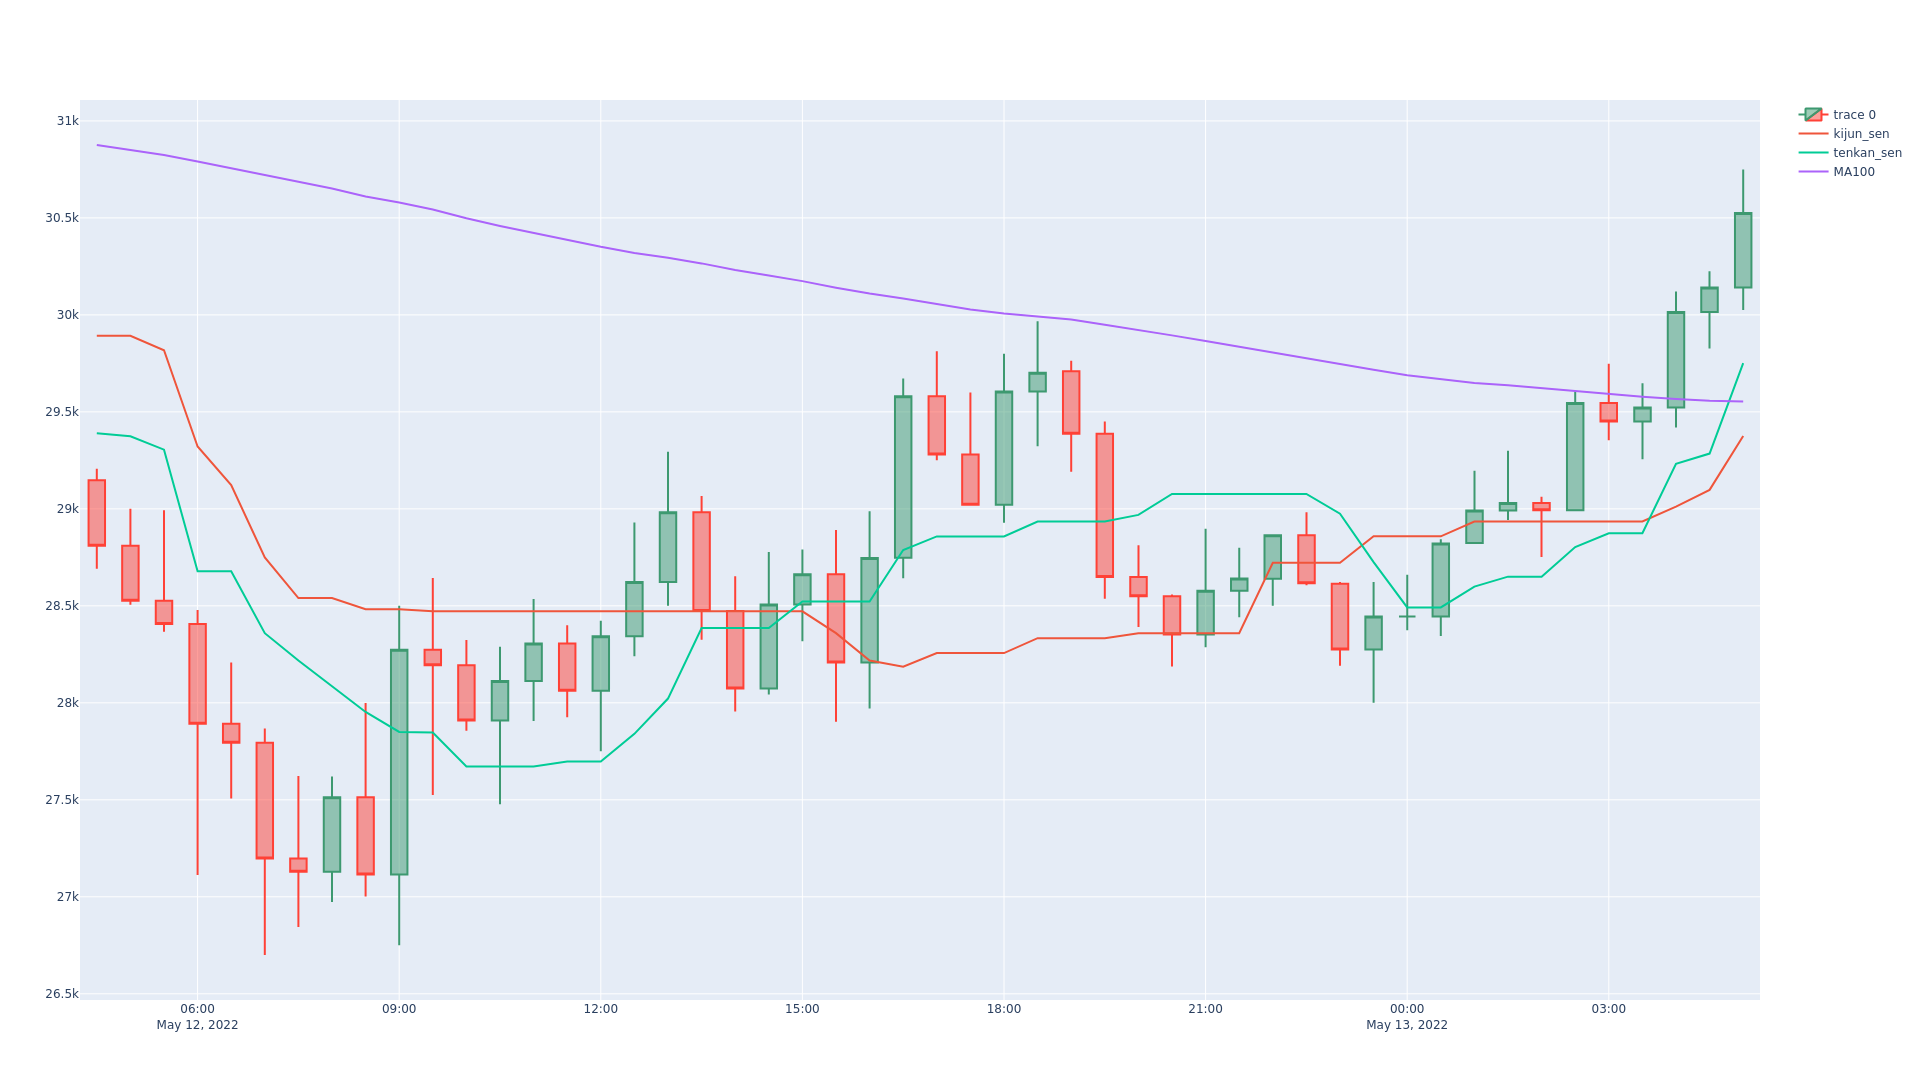 31k
30.5k
30k
29.5k
29k
28.5k
28k
27.5k
27k
26.5k
06:00 09:00 12:00 15:00 18:00 21:00 00:00 03:00
May 12, 2022 May 13, 2022
trace 0
kijun_sen
tenkan_sen
MA100